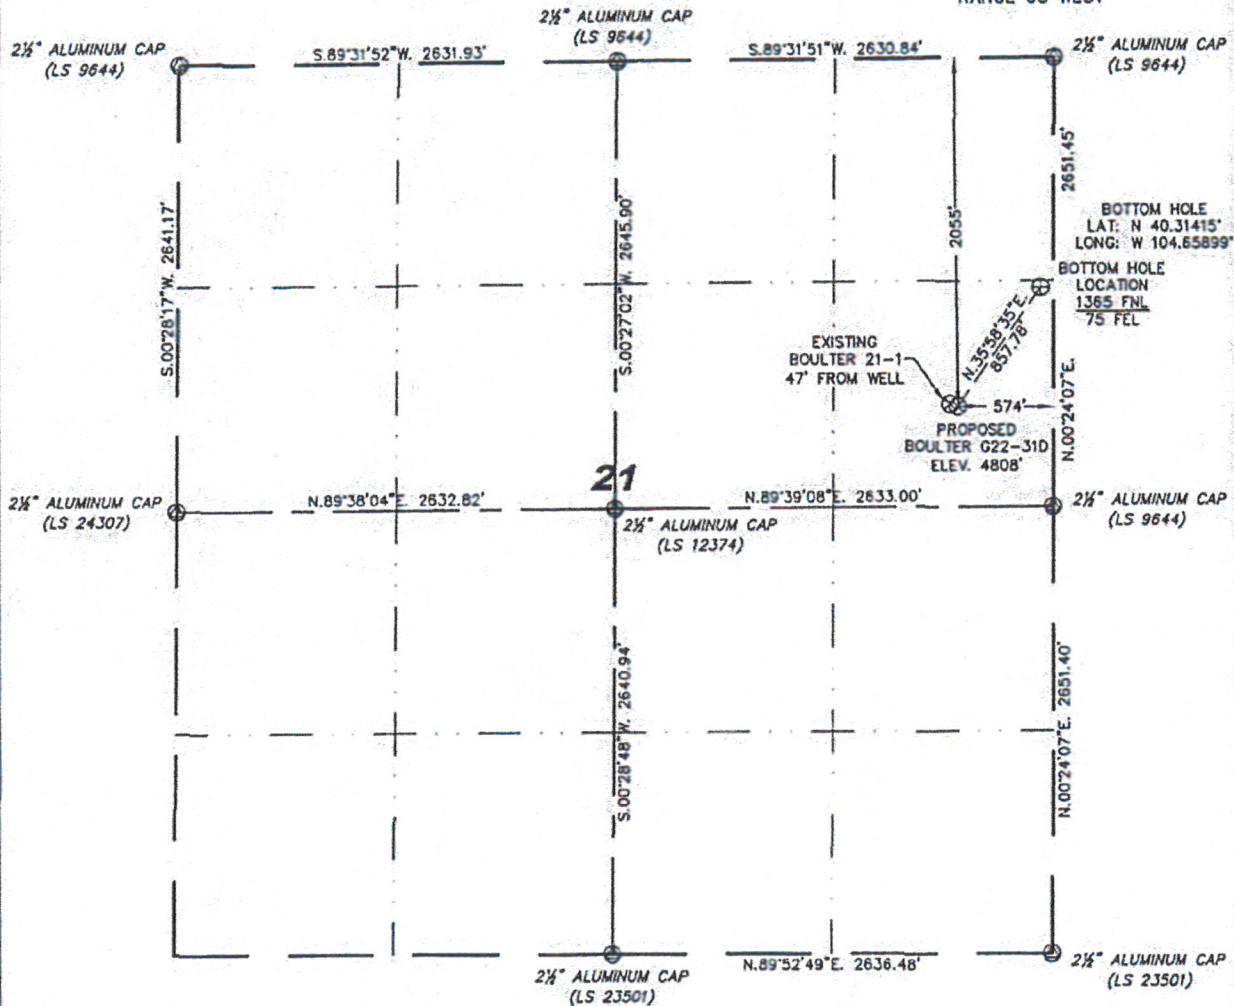 2½" ALUMINUM CAP
(LS 9644)
2½" ALUMINUM CAP
(LS 9644)
2½" ALUMINUM CAP
(LS 9644)
S.89°31'52"W. 2631.93'
S.89°31'51"W. 2630.84'
S.00°28'17"W. 2641.17'
S.00°27'02"W. 2645.90'
2055'
2651.45'
N.00°24'07"E.
BOTTOM HOLE
LAT: N 40.31415°
LONG: W 104.65899°
BOTTOM HOLE
LOCATION
1365 FNL
75 FEL
N.35°58'35"E.
857.78'
EXISTING
BOULTER 21-1
47' FROM WELL
574'
PROPOSED
BOULTER G22-31D
ELEV. 4808'
21
2½" ALUMINUM CAP
(LS 24307)
N.89°38'04"E. 2632.82'
N.89°39'08"E. 2633.00'
2½" ALUMINUM CAP
(LS 12374)
2½" ALUMINUM CAP
(LS 9644)
S.00°28'48"W. 2640.94'
N.00°24'07"E. 2651.40'
N.89°52'49"E. 2636.48'
2½" ALUMINUM CAP
(LS 23501)
2½" ALUMINUM CAP
(LS 23501)